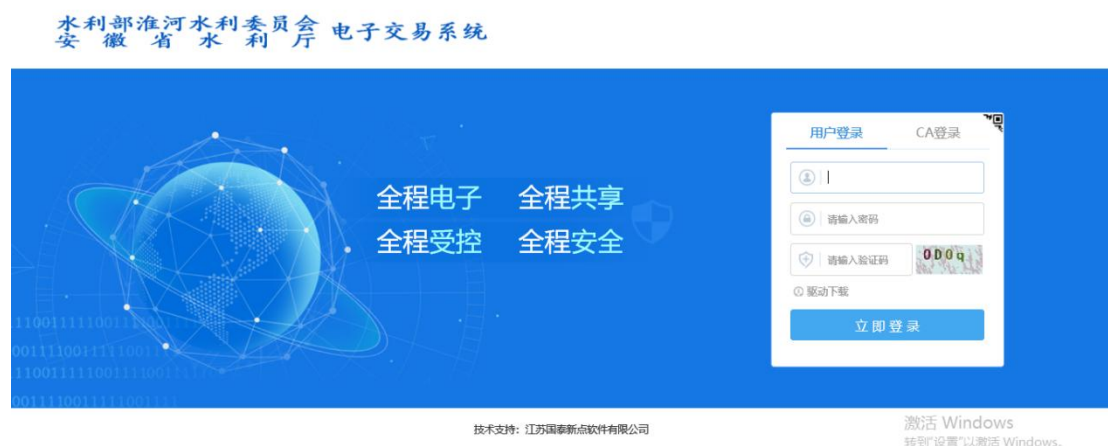 水利部淮河水利委员会
安徽省水利厅 电子交易系统
用户登录 CA登录
全程电子 全程共享
请输入密码
全程受控 全程安全
请输入验证码 0D0q
驱动下载
立即登录
11001111100111
001111001111100111
1100111110011110011111
0011110011111001111
技术支持：江苏国泰新点软件有限公司
激活 Windows
转到"设置"以激活 Windows。